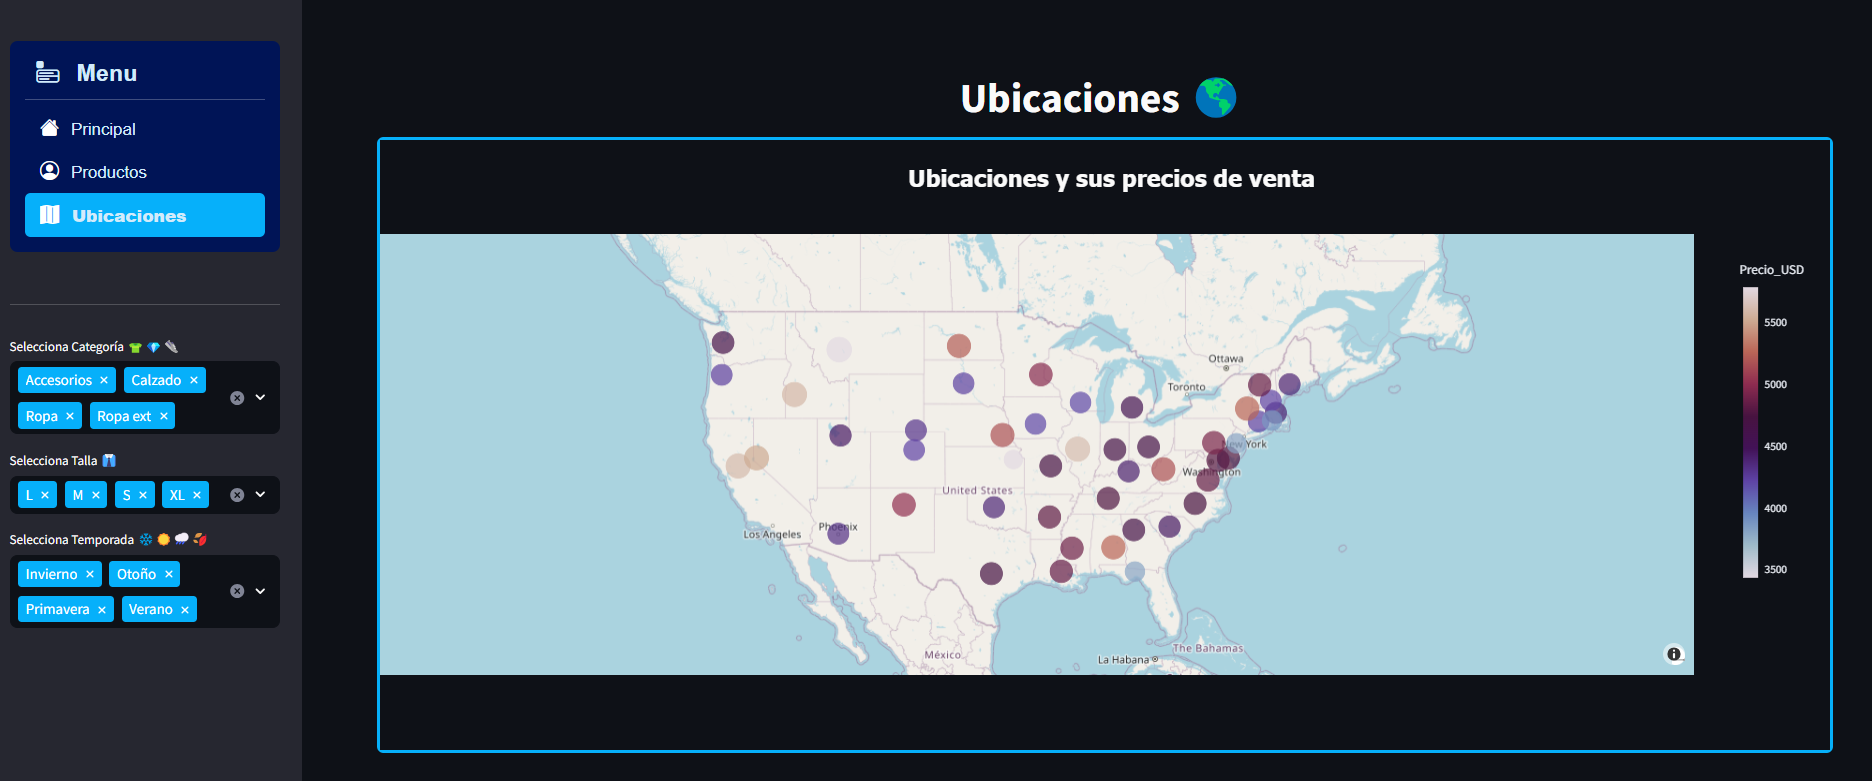 Menu
Principal
Productos
Ubicaciones
Selecciona Categoría
Accesorios
Calzado
Ropa
Ropa ext
Selecciona Talla
L
M
S
XL
Selecciona Temporada
Invierno
Otoño
Primavera
Verano
Ubicaciones
Ubicaciones y sus precios de venta
Ottawa
Toronto
New York
Washington
United States
Phoenix
Los Angeles
México
La Habana
The Bahamas
Precio_USD
5500
5000
4500
4000
3500